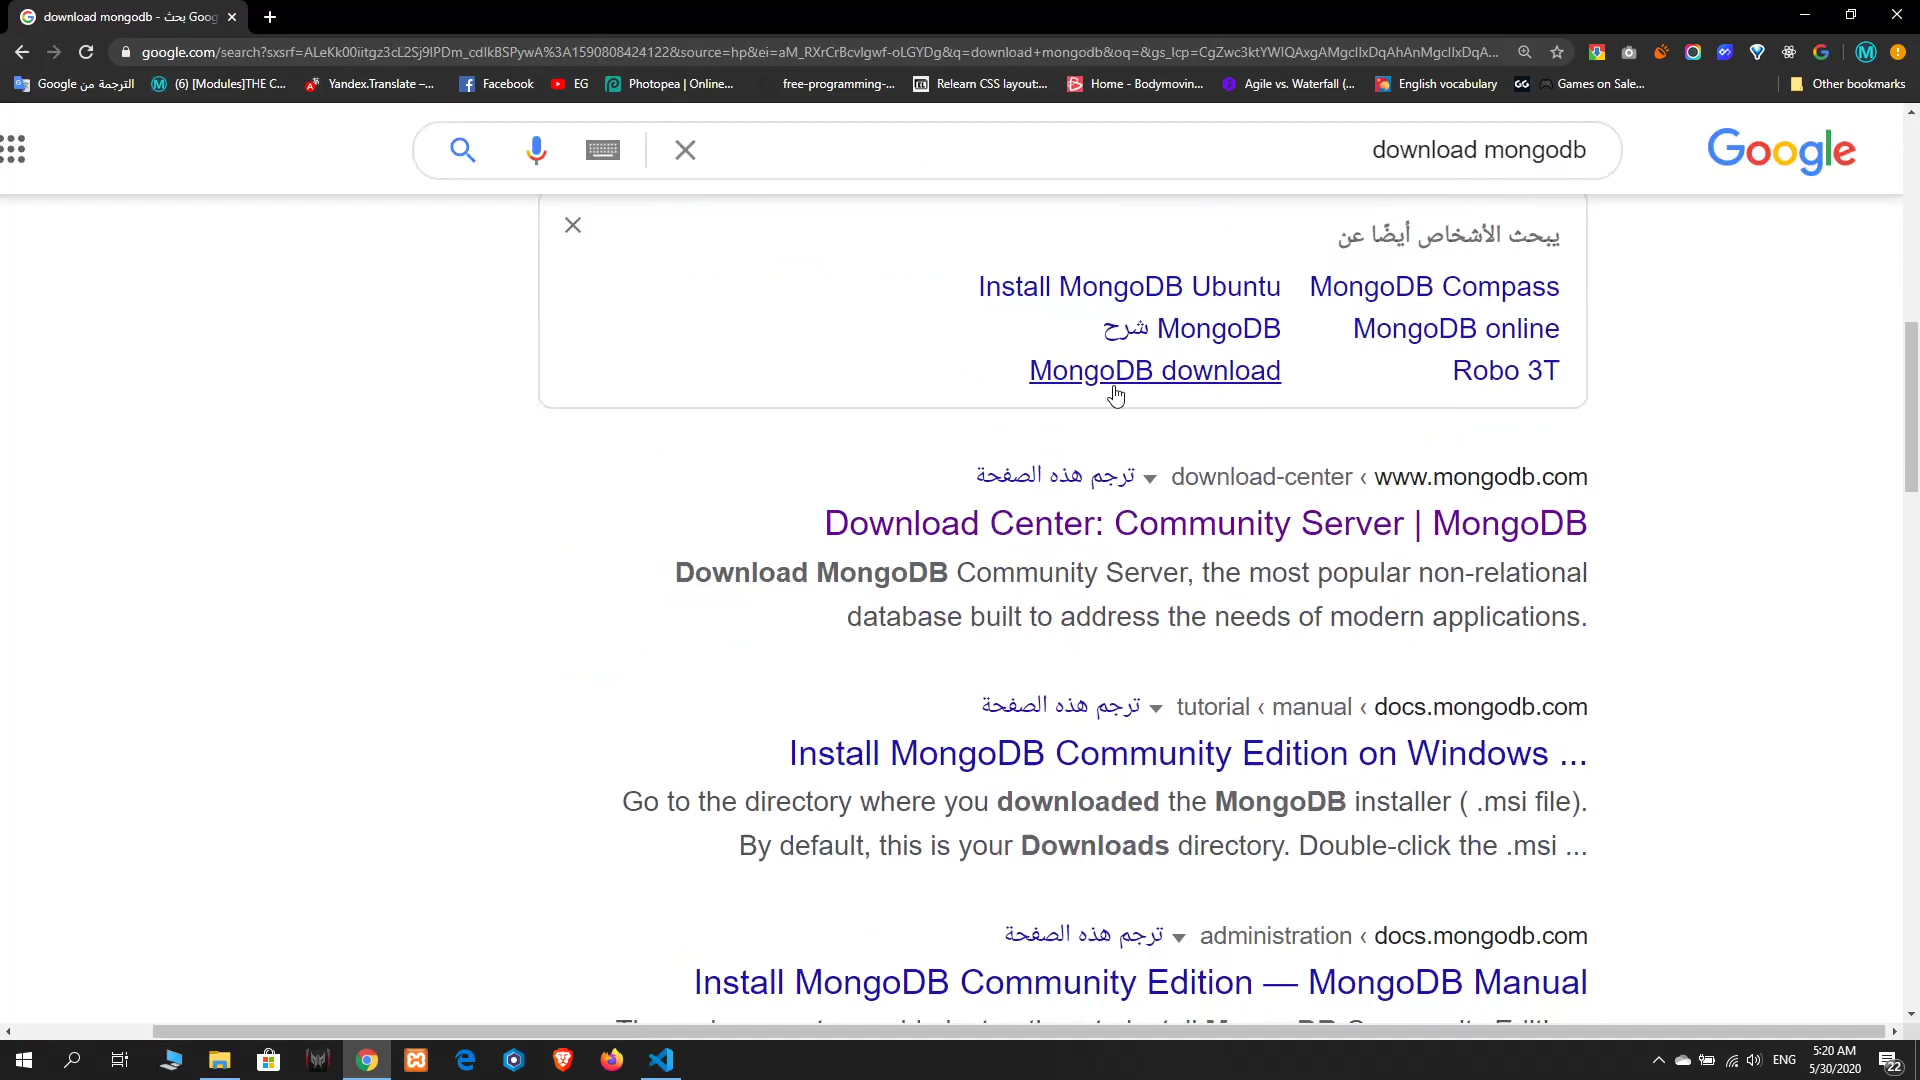 download mongodb - بحث Goog
google.com/search?sxsrf=ALeKk00iitgz3cL2Sj9lPDm_cdlkBSPywA%3A1590808424122&source=hp&ei=aM_RXrCrBcvlgwf-oLGYDg&q=download+mongodb&oq=&gs_lcp=CgZwc3ktYWIQAxgAMgcIIxDqAhAnMgcIIxDqA...
الترجمة من Google
(6) [Modules]THE C...
Yandex.Translate –...
Facebook
EG
Photopea | Online...
free-programming-...
Relearn CSS layout:...
Home - Bodymovin...
Agile vs. Waterfall (...
English vocabulary
Games on Sale...
Other bookmarks
download mongodb
Google
يبحث الأشخاص أيضًا عن
Install MongoDB Ubuntu
MongoDB Compass
MongoDB شرح
MongoDB online
MongoDB download
Robo 3T
www.mongodb.com › download-center ترجم هذه الصفحة
Download Center: Community Server | MongoDB
Download MongoDB Community Server, the most popular non-relational
database built to address the needs of modern applications.
docs.mongodb.com › manual › tutorial ترجم هذه الصفحة
Install MongoDB Community Edition on Windows ...
Go to the directory where you downloaded the MongoDB installer ( .msi file).
By default, this is your Downloads directory. Double-click the .msi ...
docs.mongodb.com › administration ترجم هذه الصفحة
Install MongoDB Community Edition — MongoDB Manual
ENG
5:20 AM
5/30/2020
22